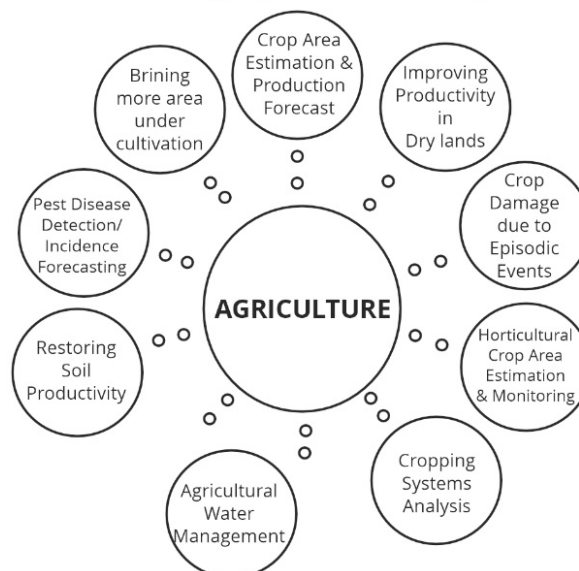 Crop Area
Estimation &
Production
Forecast
Improving
Productivity
in
Dry lands
Crop
Damage
due to
Episodic
Events
Horticultural
Crop Area
Estimation
& Monitoring
Cropping
Systems
Analysis
Agricultural
Water
Management
Restoring
Soil
Productivity
Pest Disease
Detection/
Incidence
Forecasting
Brining
more area
under
cultivation
AGRICULTURE